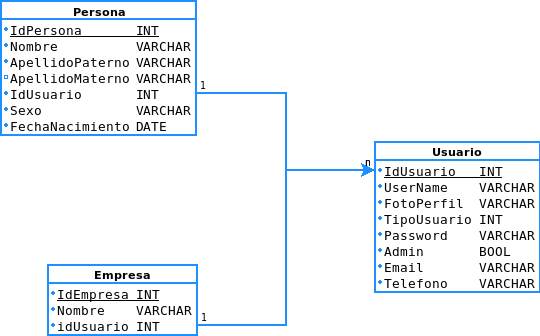 Persona
IdPersona INT
Nombre VARCHAR
ApellidoPaterno VARCHAR
ApellidoMaterno VARCHAR
IdUsuario INT
Sexo VARCHAR
FechaNacimiento DATE
1
n
Usuario
IdUsuario INT
UserName VARCHAR
FotoPerfil VARCHAR
TipoUsuario INT
Password VARCHAR
Admin BOOL
Email VARCHAR
Telefono VARCHAR
Empresa
IdEmpresa INT
Nombre VARCHAR
idUsuario INT
1